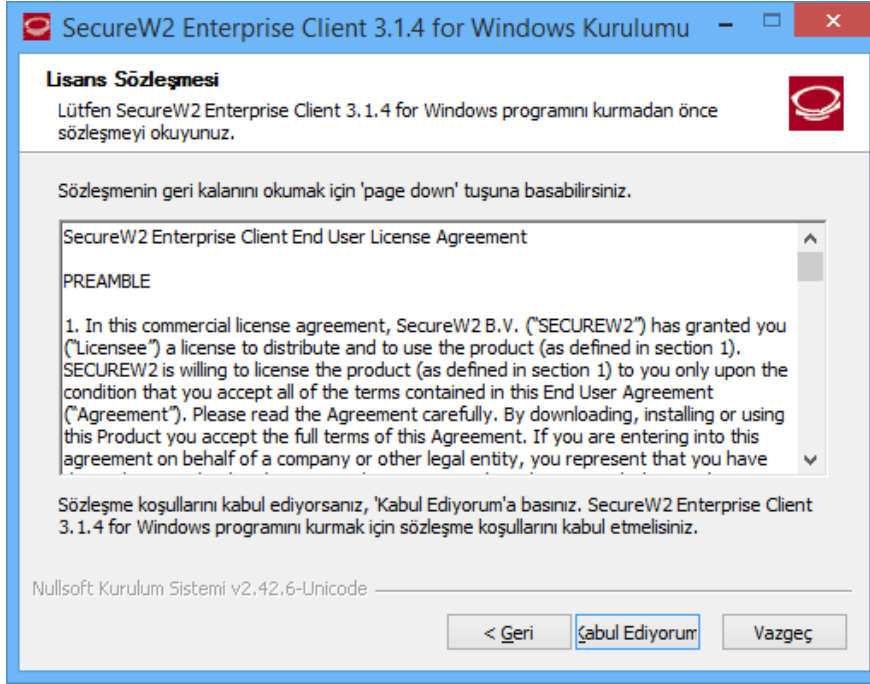 SecureW2 Enterprise Client 3.1.4 for Windows Kurulumu
Lisans Sözleşmesi
Lütfen SecureW2 Enterprise Client 3.1.4 for Windows programını kurmadan önce
sözleşmeyi okuyunuz.
Sözleşmenin geri kalanını okumak için 'page down' tuşuna basabilirsiniz.
SecureW2 Enterprise Client End User License Agreement
PREAMBLE
1. In this commercial license agreement, SecureW2 B.V. (“SECUREW2”) has granted you
(“Licensee”) a license to distribute and to use the product (as defined in section 1).
SECUREW2 is willing to license the product (as defined in section 1) to you only upon the
condition that you accept all of the terms contained in this End User Agreement
(“Agreement”). Please read the Agreement carefully. By downloading, installing or using
this Product you accept the full terms of this Agreement. If you are entering into this
agreement on behalf of a company or other legal entity, you represent that you have
Sözleşme koşullarını kabul ediyorsanız, 'Kabul Ediyorum'a basınız. SecureW2 Enterprise Client
3.1.4 for Windows programını kurmak için sözleşme koşullarını kabul etmelisiniz.
Nullsoft Kurulum Sistemi v2.42.6-Unicode
< Geri Kabul Ediyorum Vazgeç